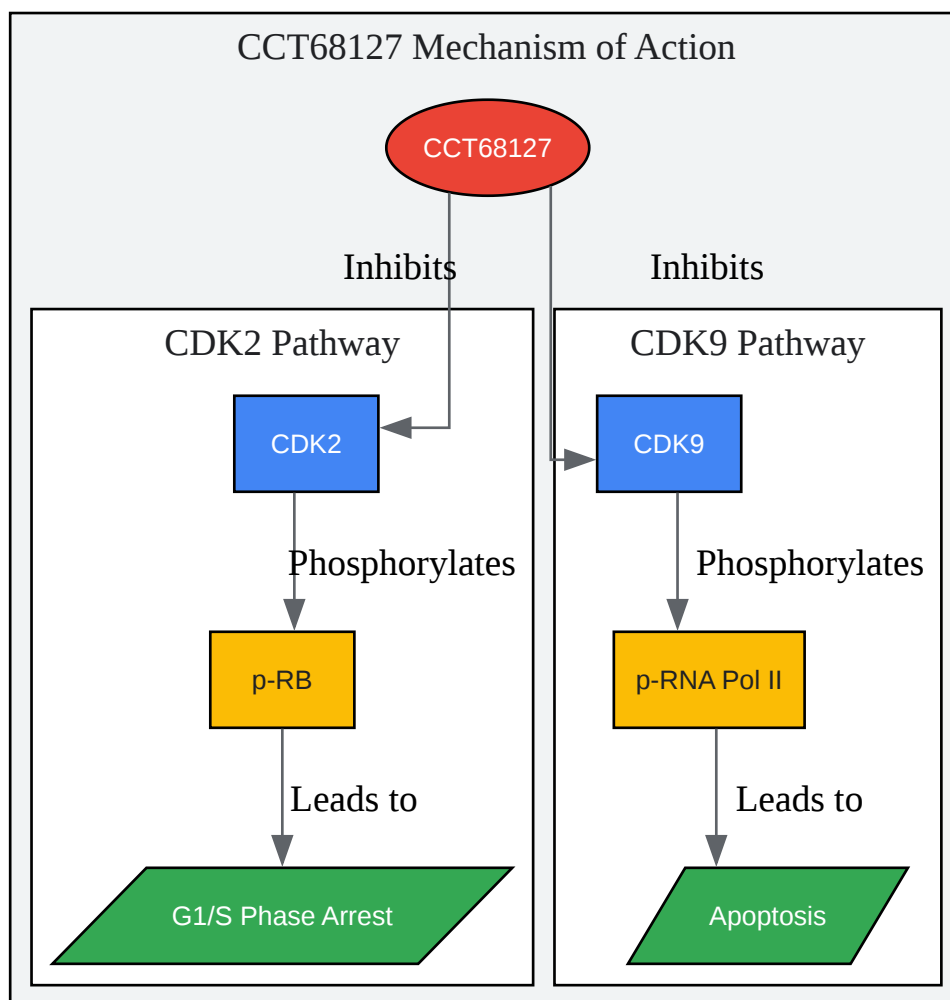 CCT68127 Mechanism of Action
CCT68127
Inhibits
Inhibits
CDK2 Pathway
CDK9 Pathway
CDK2
CDK9
Phosphorylates
Phosphorylates
p-RB
p-RNA Pol II
Leads to
Leads to
G1/S Phase Arrest
Apoptosis